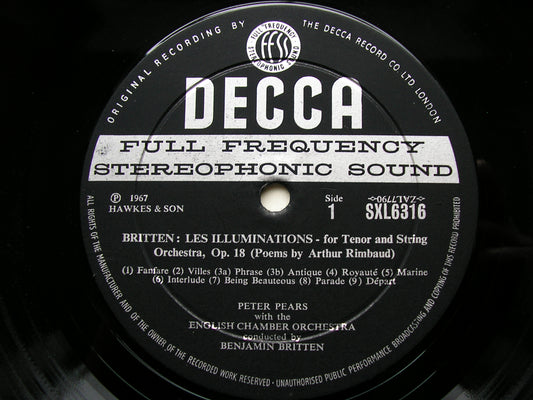 ORIGINAL RECORDING BY THE DECCA RECORD CO LTD LONDON
FULL FREQUENCY
ffss
STEREOPHONIC SOUND
DECCA
FULL FREQUENCY
STEREOPHONIC SOUND
℗ 1967
HAWKES & SON
Side
1
ZAL7790
SXL6316
BRITTEN: LES ILLUMINATIONS - for Tenor and String
Orchestra, Op. 18 (Poems by Arthur Rimbaud)
(1) Fanfare (2) Villes (3a) Phrase (3b) Antique (4) Royauté (5) Marine
(6) Interlude (7) Being Beauteous (8) Parade (9) Départ
PETER PEARS
with the
ENGLISH CHAMBER ORCHESTRA
conducted by
BENJAMIN BRITTEN
ALL RIGHTS OF THE MANUFACTURER AND OF THE OWNER OF THE RECORDED WORK RESERVED · UNAUTHORISED PUBLIC PERFORMANCE BROADCASTING AND COPYING OF THIS RECORD PROHIBITED